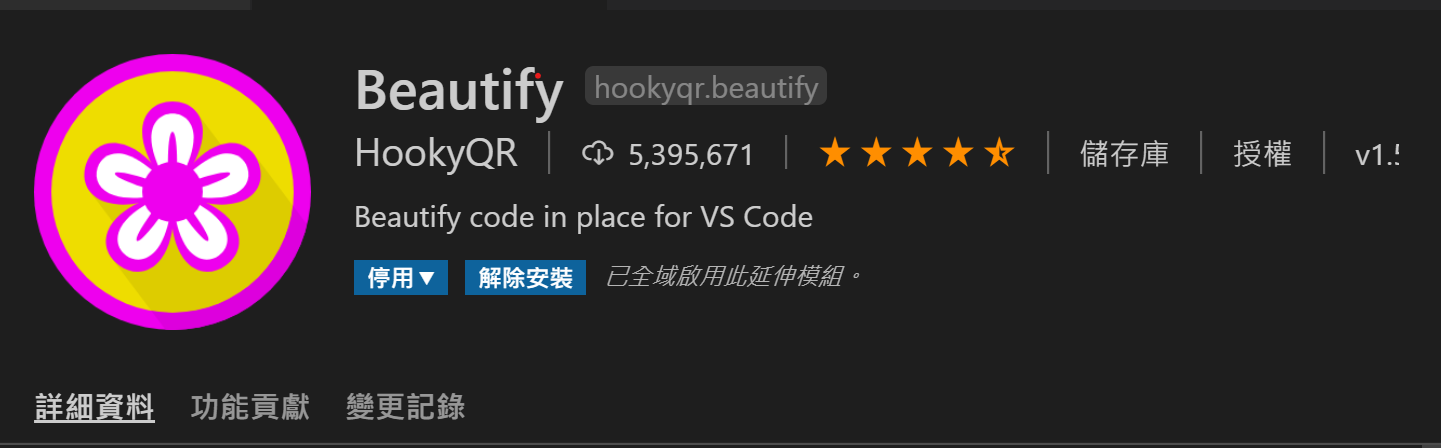 Beautify hookyqr.beautify
HookyQR 5,395,671 儲存庫 授權 v1.5
Beautify code in place for VS Code
停用 解除安裝 已全域啟用此延伸模組。
詳細資料 功能貢獻 變更記錄